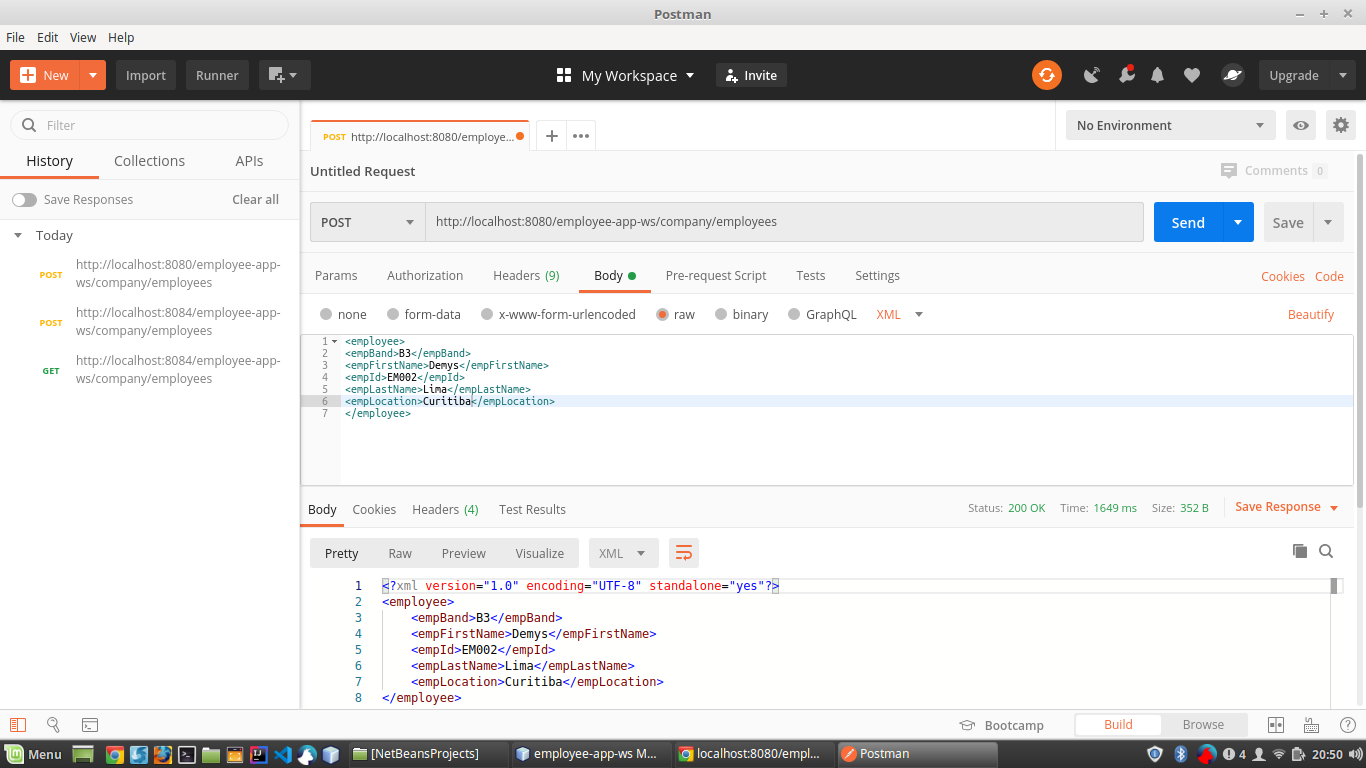 Postman
File Edit View Help
New Import Runner My Workspace Invite Upgrade
Filter
History Collections APIs
Save Responses Clear all
Today
POST http://localhost:8080/employee-app-
ws/company/employees
POST http://localhost:8084/employee-app-
ws/company/employees
GET http://localhost:8084/employee-app-
ws/company/employees
POST http://localhost:8080/employe...
No Environment
Untitled Request
Comments 0
POST http://localhost:8080/employee-app-ws/company/employees
Send Save
Params Authorization Headers (9) Body Pre-request Script Tests Settings Cookies Code
none form-data x-www-form-urlencoded raw binary GraphQL XML Beautify
1 <employee>
2 <empBand>B3</empBand>
3 <empFirstName>Demys</empFirstName>
4 <empId>EM002</empId>
5 <empLastName>Lima</empLastName>
6 <empLocation>Curitiba</empLocation>
7 </employee>
Body Cookies Headers (4) Test Results Status: 200 OK Time: 1649 ms Size: 352 B Save Response
Pretty Raw Preview Visualize XML
1 <?xml version="1.0" encoding="UTF-8" standalone="yes"?>
2 <employee>
3 <empBand>B3</empBand>
4 <empFirstName>Demys</empFirstName>
5 <empId>EM002</empId>
6 <empLastName>Lima</empLastName>
7 <empLocation>Curitiba</empLocation>
8 </employee>
Bootcamp Build Browse
Menu [NetBeansProjects] employee-app-ws M... localhost:8080/empl... Postman 4 20:50